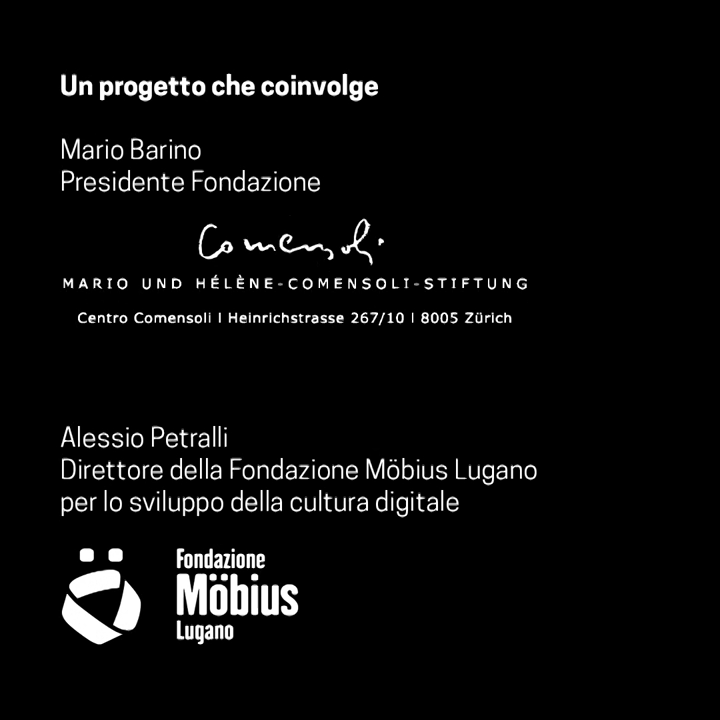 Un progetto che coinvolge
Mario Barino
Presidente Fondazione
Comensoli
MARIO UND HÉLÈNE-COMENSOLI-STIFTUNG
Centro Comensoli | Heinrichstrasse 267/10 | 8005 Zürich
Alessio Petralli
Direttore della Fondazione Möbius Lugano
per lo sviluppo della cultura digitale
Fondazione
Möbius
Lugano